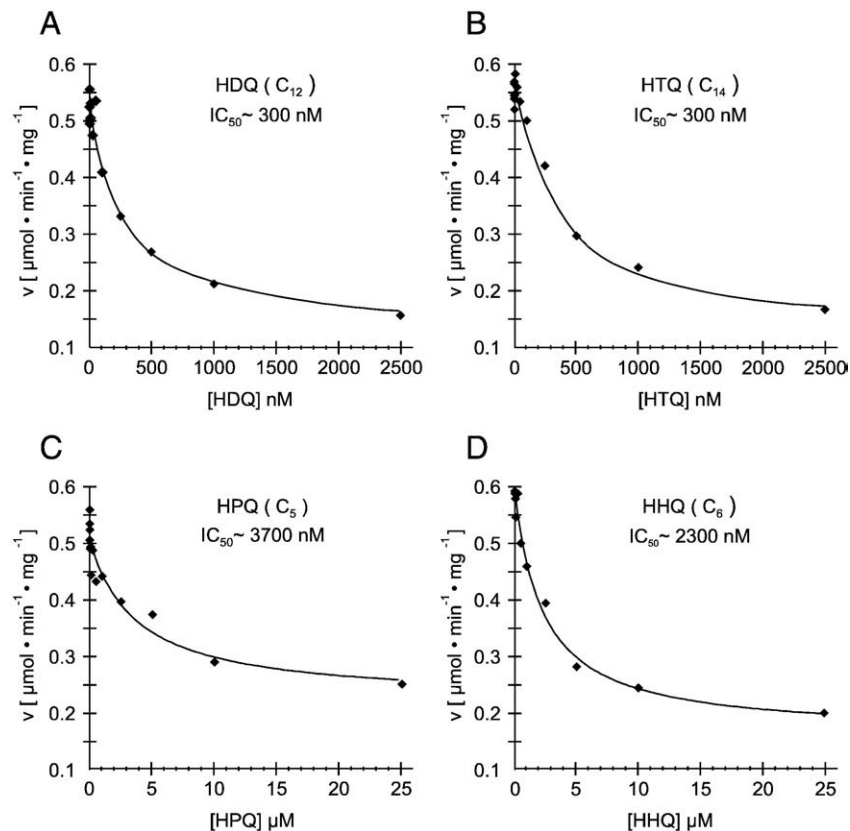 A
HDQ ( C₁₂ )
IC₅₀~ 300 nM
v [ µmol • min⁻¹ • mg⁻¹ ]
0.6
0.5
0.4
0.3
0.2
0.1
0 500 1000 1500 2000 2500
[HDQ] nM
B
HTQ ( C₁₄ )
IC₅₀~ 300 nM
v [ µmol • min⁻¹ • mg⁻¹ ]
0.6
0.5
0.4
0.3
0.2
0.1
0 500 1000 1500 2000 2500
[HTQ] nM
C
HPQ ( C₅ )
IC₅₀~ 3700 nM
v [ µmol • min⁻¹ • mg⁻¹ ]
0.6
0.5
0.4
0.3
0.2
0.1
0 5 10 15 20 25
[HPQ] µM
D
HHQ ( C₆ )
IC₅₀~ 2300 nM
v [ µmol • min⁻¹ • mg⁻¹ ]
0.6
0.5
0.4
0.3
0.2
0.1
0 5 10 15 20 25
[HHQ] µM